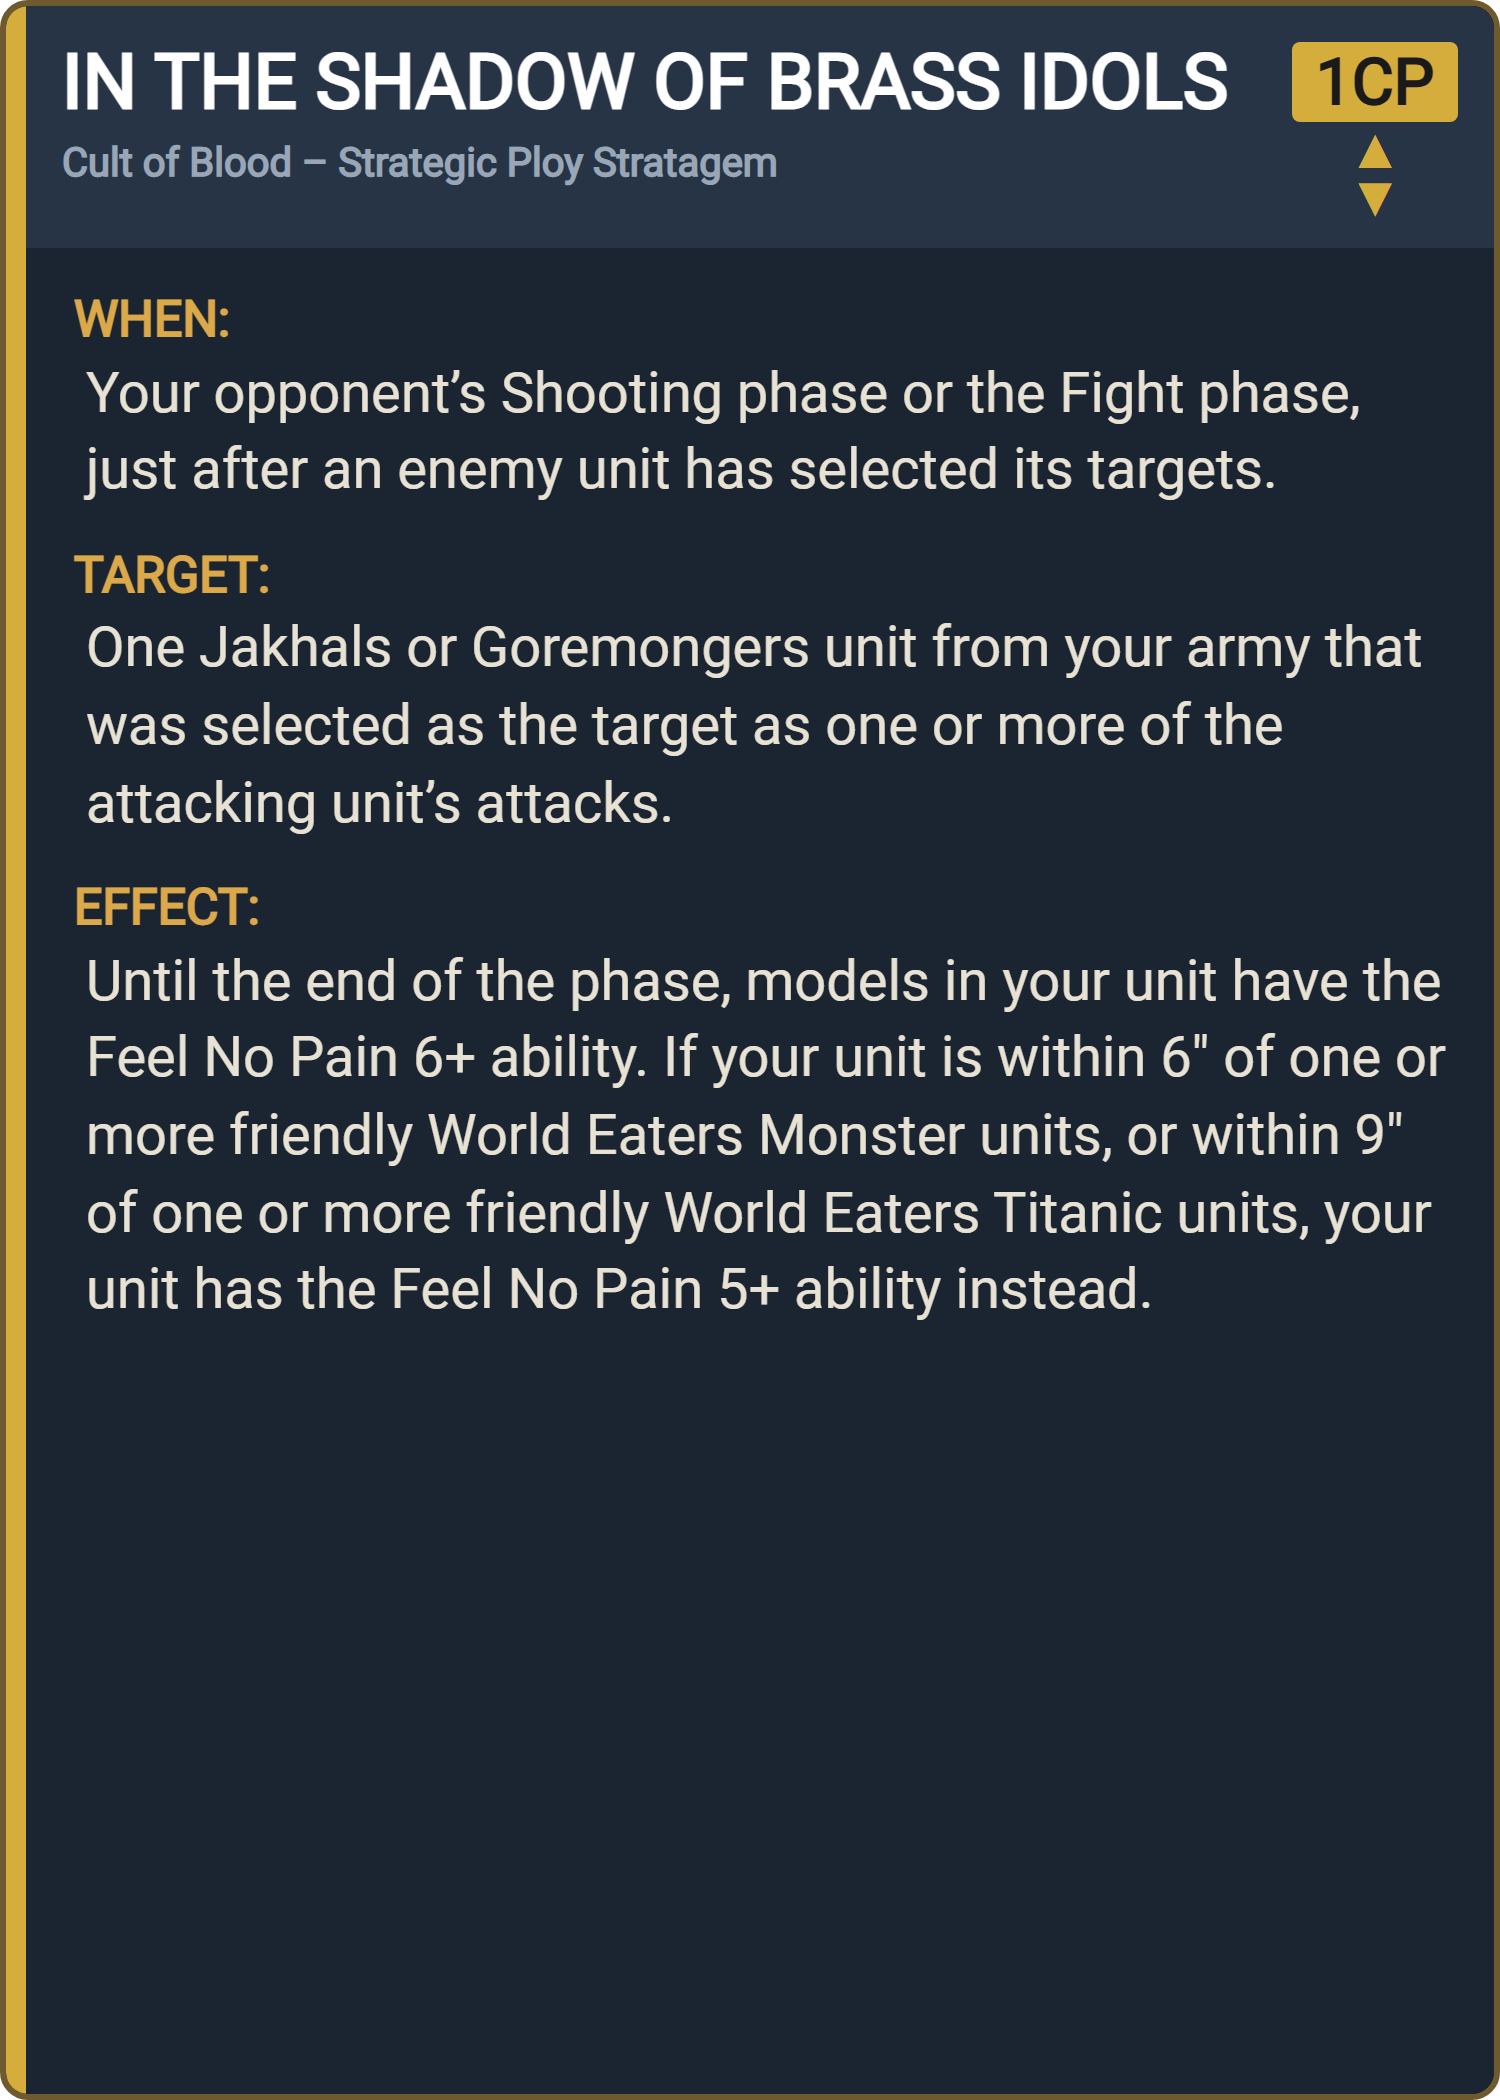 IN THE SHADOW OF BRASS IDOLS
1CP
Cult of Blood – Strategic Ploy Stratagem
WHEN:
Your opponent’s Shooting phase or the Fight phase,
just after an enemy unit has selected its targets.
TARGET:
One Jakhals or Goremongers unit from your army that
was selected as the target as one or more of the
attacking unit’s attacks.
EFFECT:
Until the end of the phase, models in your unit have the
Feel No Pain 6+ ability. If your unit is within 6" of one or
more friendly World Eaters Monster units, or within 9"
of one or more friendly World Eaters Titanic units, your
unit has the Feel No Pain 5+ ability instead.